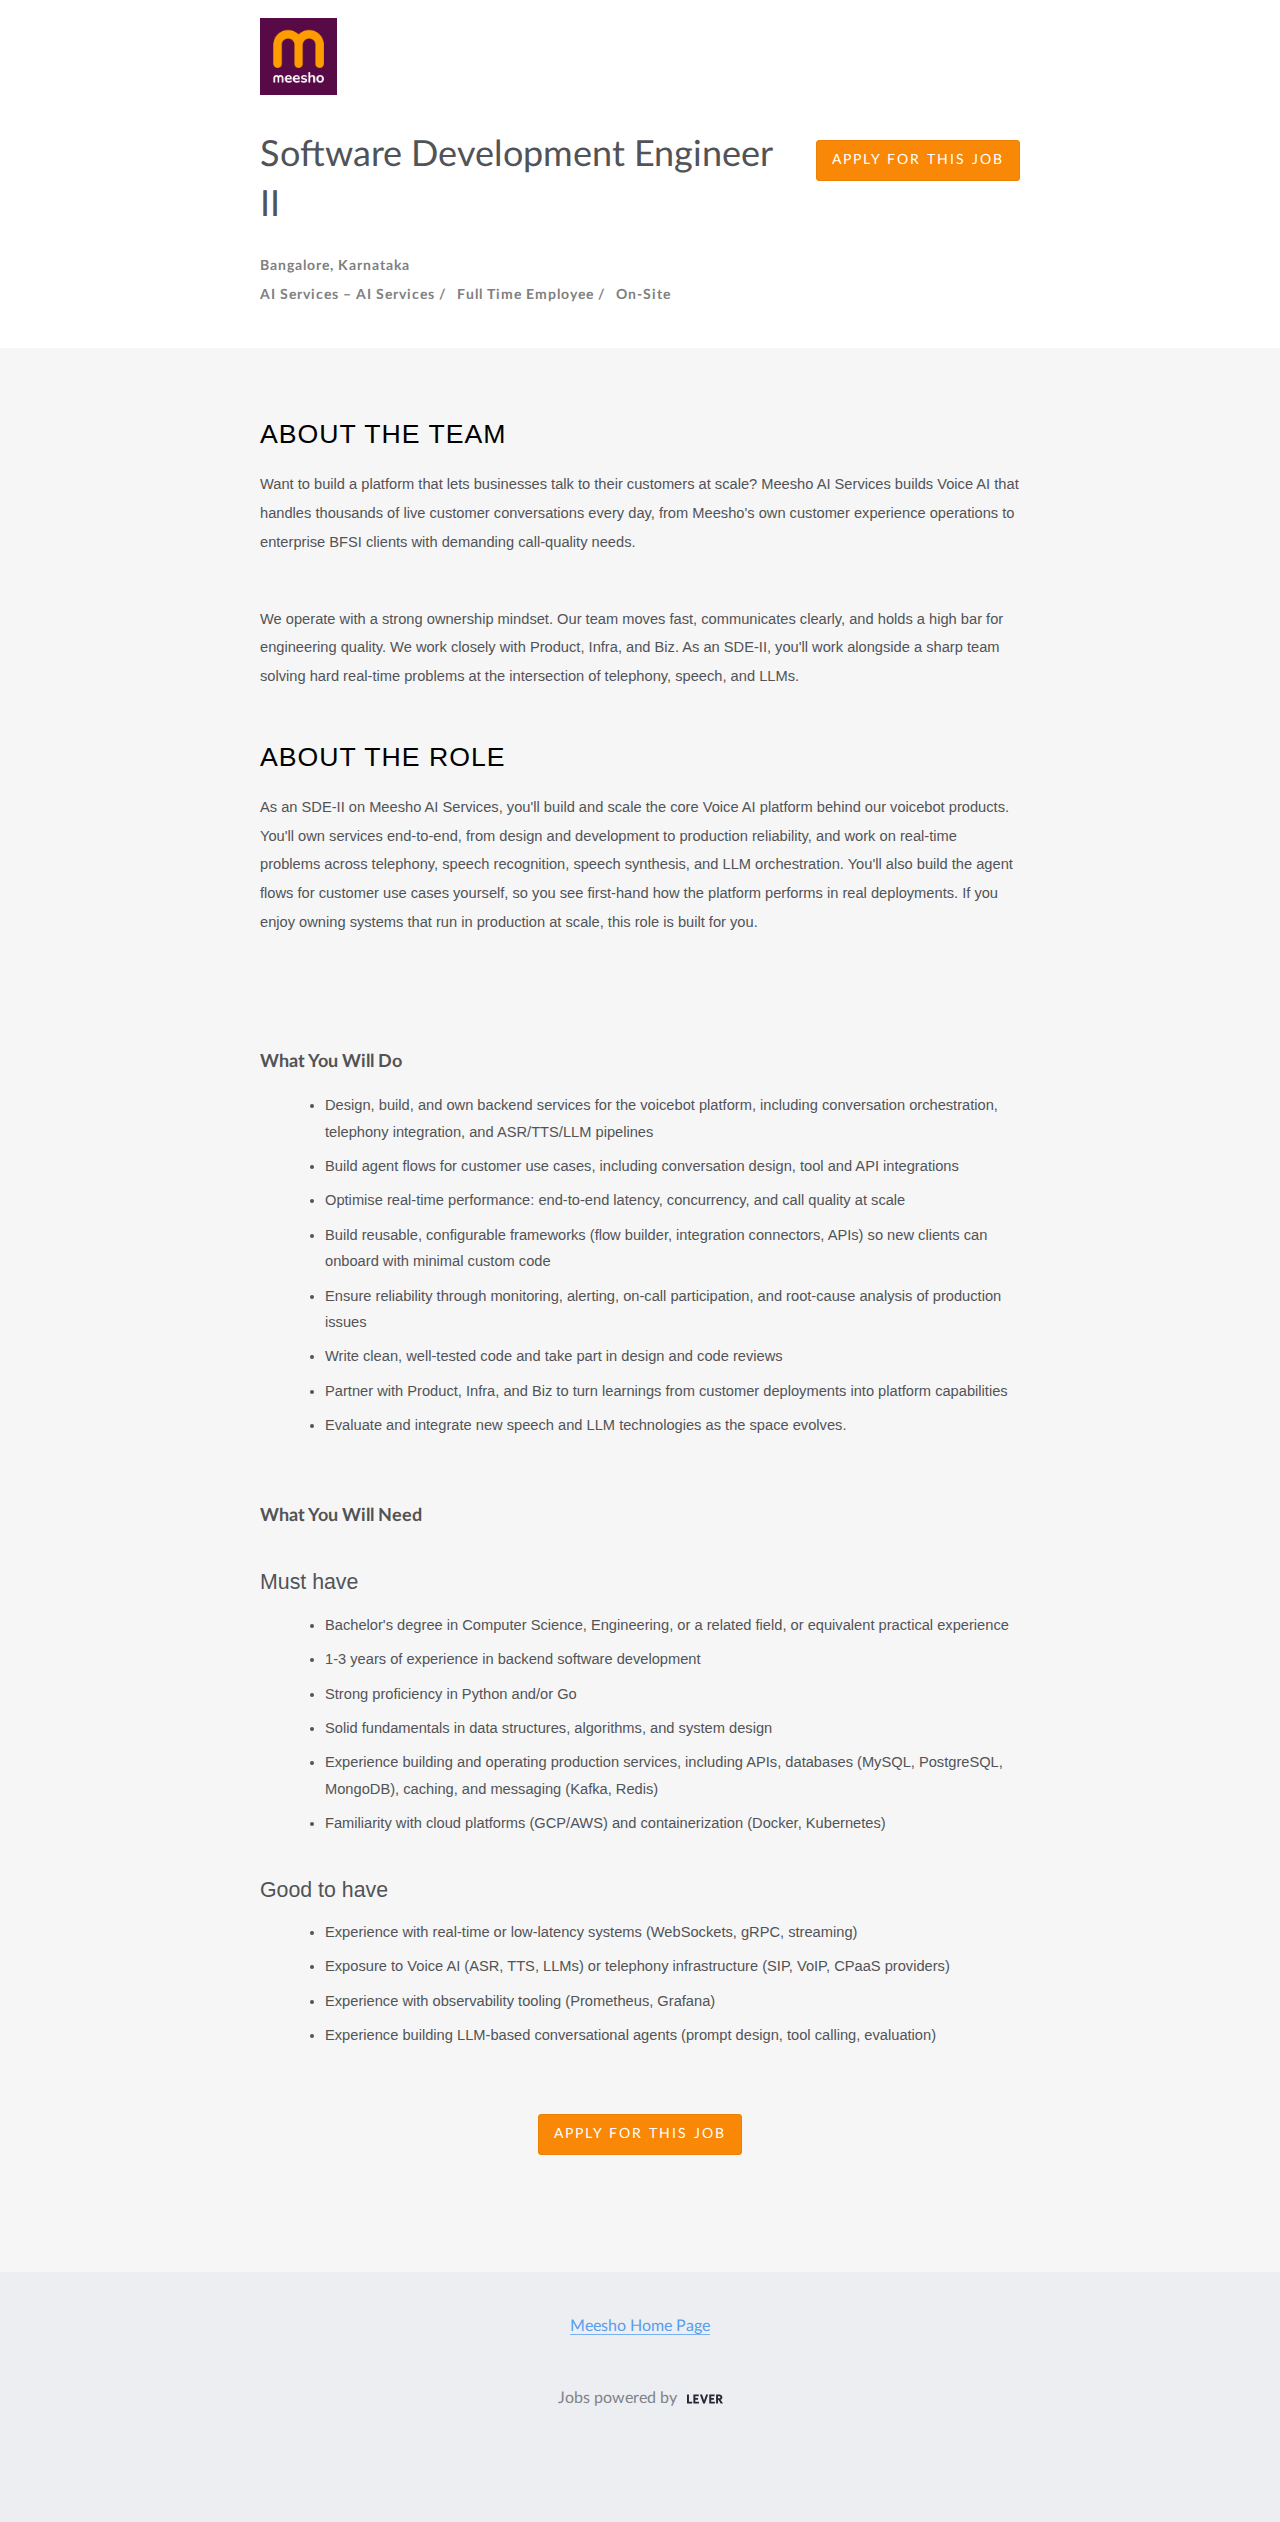 meesho
Software Development Engineer
II
APPLY FOR THIS JOB
Bangalore, Karnataka
AI Services – AI Services / Full Time Employee / On-Site
ABOUT THE TEAM
Want to build a platform that lets businesses talk to their customers at scale? Meesho AI Services builds Voice AI that
handles thousands of live customer conversations every day, from Meesho's own customer experience operations to
enterprise BFSI clients with demanding call-quality needs.
We operate with a strong ownership mindset. Our team moves fast, communicates clearly, and holds a high bar for
engineering quality. We work closely with Product, Infra, and Biz. As an SDE-II, you'll work alongside a sharp team
solving hard real-time problems at the intersection of telephony, speech, and LLMs.
ABOUT THE ROLE
As an SDE-II on Meesho AI Services, you'll build and scale the core Voice AI platform behind our voicebot products.
You'll own services end-to-end, from design and development to production reliability, and work on real-time
problems across telephony, speech recognition, speech synthesis, and LLM orchestration. You'll also build the agent
flows for customer use cases yourself, so you see first-hand how the platform performs in real deployments. If you
enjoy owning systems that run in production at scale, this role is built for you.
What You Will Do
• Design, build, and own backend services for the voicebot platform, including conversation orchestration,
telephony integration, and ASR/TTS/LLM pipelines
• Build agent flows for customer use cases, including conversation design, tool and API integrations
• Optimise real-time performance: end-to-end latency, concurrency, and call quality at scale
• Build reusable, configurable frameworks (flow builder, integration connectors, APIs) so new clients can
onboard with minimal custom code
• Ensure reliability through monitoring, alerting, on-call participation, and root-cause analysis of production
issues
• Write clean, well-tested code and take part in design and code reviews
• Partner with Product, Infra, and Biz to turn learnings from customer deployments into platform capabilities
• Evaluate and integrate new speech and LLM technologies as the space evolves.
What You Will Need
Must have
• Bachelor's degree in Computer Science, Engineering, or a related field, or equivalent practical experience
• 1-3 years of experience in backend software development
• Strong proficiency in Python and/or Go
• Solid fundamentals in data structures, algorithms, and system design
• Experience building and operating production services, including APIs, databases (MySQL, PostgreSQL,
MongoDB), caching, and messaging (Kafka, Redis)
• Familiarity with cloud platforms (GCP/AWS) and containerization (Docker, Kubernetes)
Good to have
• Experience with real-time or low-latency systems (WebSockets, gRPC, streaming)
• Exposure to Voice AI (ASR, TTS, LLMs) or telephony infrastructure (SIP, VoIP, CPaaS providers)
• Experience with observability tooling (Prometheus, Grafana)
• Experience building LLM-based conversational agents (prompt design, tool calling, evaluation)
APPLY FOR THIS JOB
Meesho Home Page
Jobs powered by LEVER